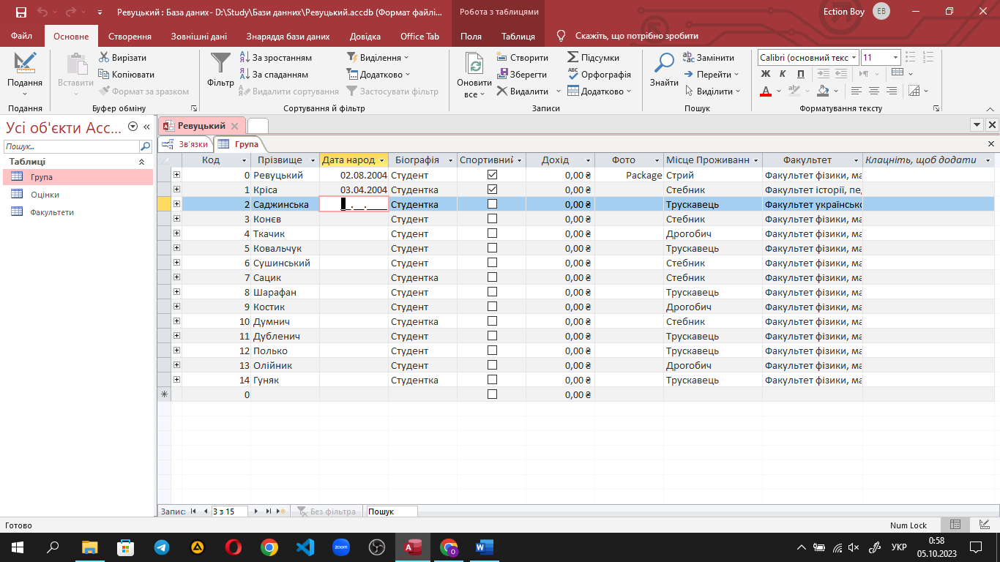 Ревуцький : База даних- D:\Study\Бази данних\Ревуцький.accdb (Формат файлі...
Робота з таблицями
Ection Boy EB
Файл Основне Створення Зовнішні дані Знаряддя бази даних Довідка Office Tab Поля Таблиця Скажіть, що потрібно зробити
Подання
Подання
Вставити
Вирізати
Копіювати
Формат за зразком
Буфер обміну
Фільтр
За зростанням
За спаданням
Видалити сортування
Виділення
Додатково
Застосувати фільтр
Сортування й фільтр
Оновити все
Створити
Зберегти
Видалити
Підсумки
Орфографія
Додатково
Записи
Знайти
Замінити
Перейти
Виділити
Пошук
Calibri (основний текс 11
Ж К П
А
Форматування тексту
Усі об'єкти Acc...
Пошук...
Таблиці
Група
Оцінки
Факультети
Ревуцький
Зв'язки Група
Код Прізвище Дата народ Біографія Спортивний Дохід Фото Місце Проживанн Факультет Клацніть, щоб додати
0 Ревуцький 02.08.2004 Студент 0,00 ₴ Package Стрий Факультет фізики, ма
1 Кріса 03.04.2004 Студентка 0,00 ₴ Стебник Факультет історії, пед
2 Саджинська __.__.____ Студентка 0,00 ₴ Трускавець Факультет українсько
3 Конєв Студент 0,00 ₴ Стебник Факультет фізики, ма
4 Ткачик Студент 0,00 ₴ Дрогобич Факультет фізики, ма
5 Ковальчук Студент 0,00 ₴ Трускавець Факультет фізики, ма
6 Сушинський Студент 0,00 ₴ Стебник Факультет фізики, ма
7 Сацик Студентка 0,00 ₴ Стебник Факультет фізики, ма
8 Шарафан Студент 0,00 ₴ Трускавець Факультет фізики, ма
9 Костик Студент 0,00 ₴ Дрогобич Факультет фізики, ма
10 Думнич Студентка 0,00 ₴ Стебник Факультет фізики, ма
11 Дубленич Студент 0,00 ₴ Трускавець Факультет фізики, ма
12 Полько Студент 0,00 ₴ Трускавець Факультет фізики, ма
13 Олійник Студент 0,00 ₴ Дрогобич Факультет фізики, ма
14 Гуняк Студентка 0,00 ₴ Трускавець Факультет фізики, ма
0 0,00 ₴
Запис: 3 з 15 Без фільтра Пошук
Готово
Num Lock
zoom
УКР
0:58
05.10.2023